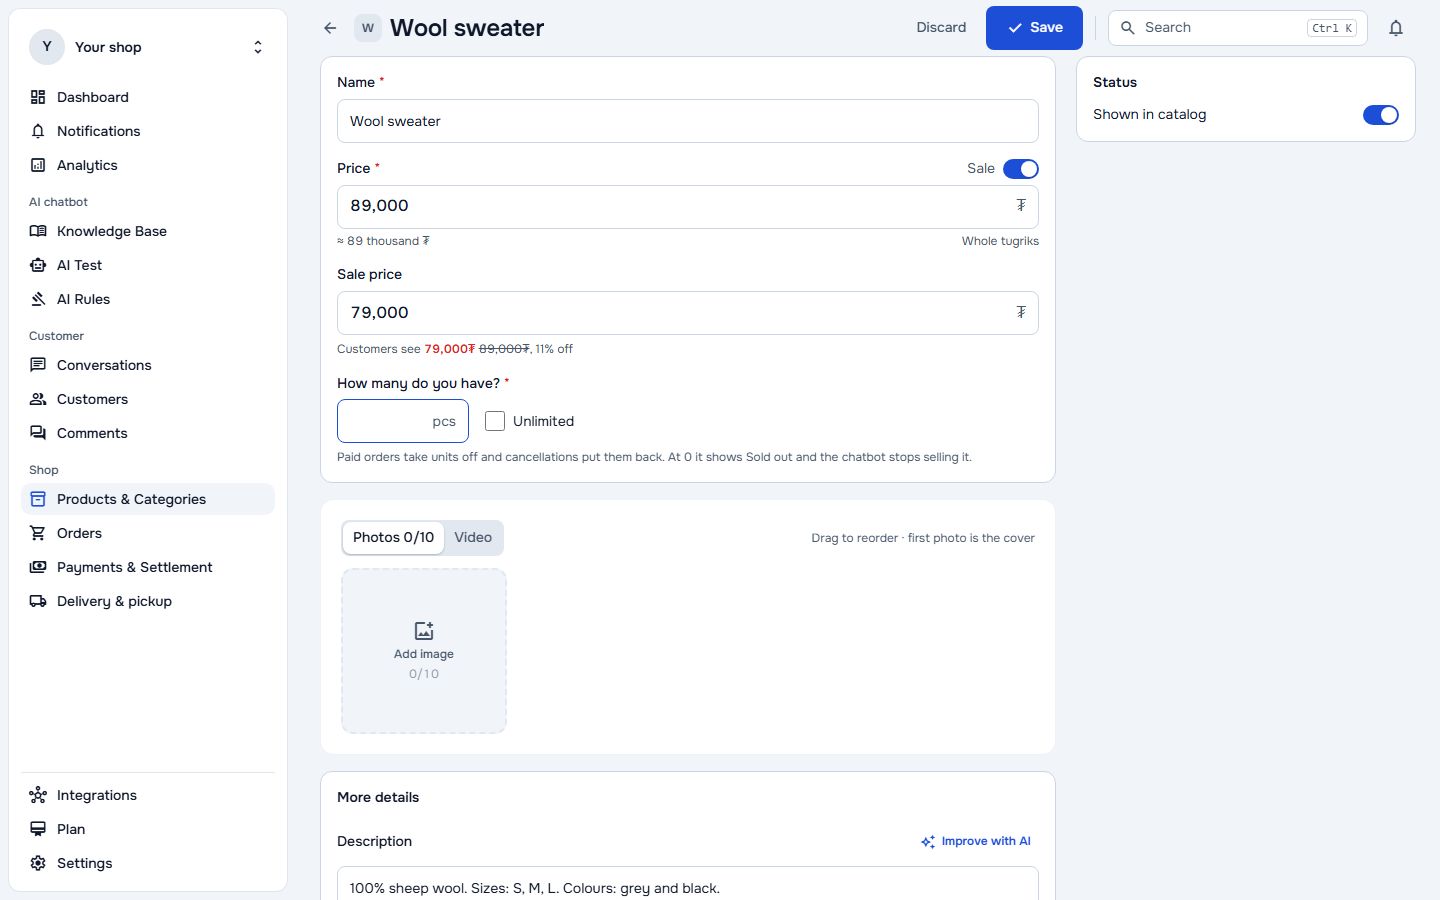 Y
Your shop
Dashboard
Notifications
Analytics
AI chatbot
Knowledge Base
AI Test
AI Rules
Customer
Conversations
Customers
Comments
Shop
Products & Categories
Orders
Payments & Settlement
Delivery & pickup
Integrations
Plan
Settings
W Wool sweater
Discard
Save
Search Ctrl K
Name *
Wool sweater
Price * Sale
89,000 ₮
≈ 89 thousand ₮ Whole tugriks
Sale price
79,000 ₮
Customers see 79,000₮ 89,000₮, 11% off
How many do you have? *
pcs Unlimited
Paid orders take units off and cancellations put them back. At 0 it shows Sold out and the chatbot stops selling it.
Photos 0/10 Video Drag to reorder · first photo is the cover
Add image
0/10
More details
Description Improve with AI
100% sheep wool. Sizes: S, M, L. Colours: grey and black.
Status
Shown in catalog